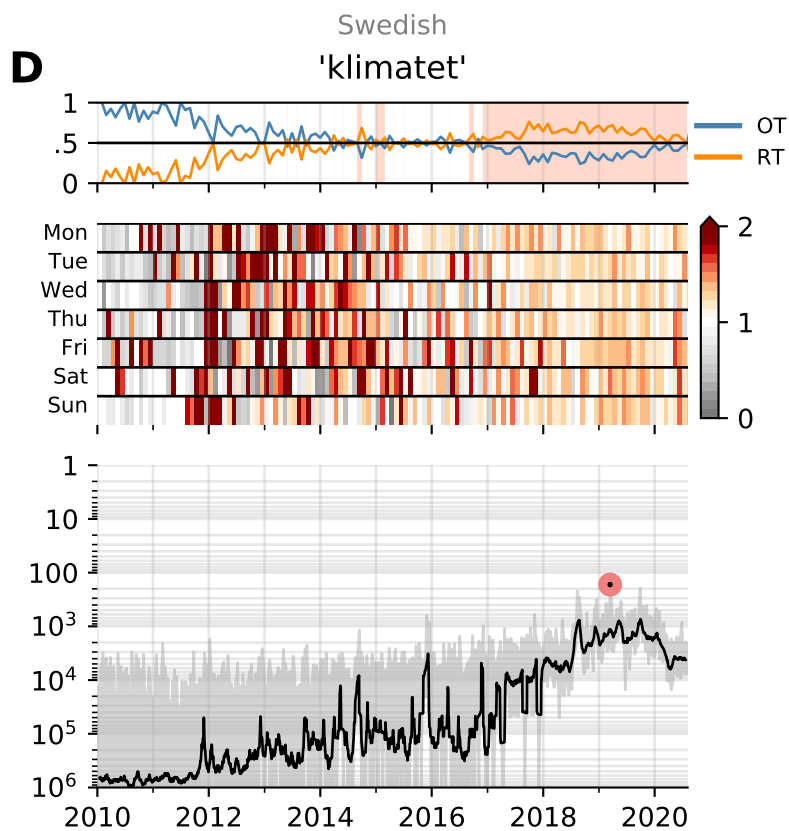 Swedish
D 'klimatet'
1
.5
0
OT
RT
Mon
Tue
Wed
Thu
Fri
Sat
Sun
2
1
0
1
10
100
10³
10⁴
10⁵
10⁶
2010 2012 2014 2016 2018 2020